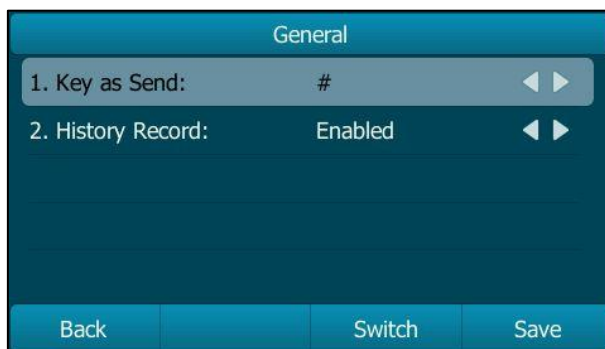 General
1. Key as Send: #
2. History Record: Enabled
Back Switch Save